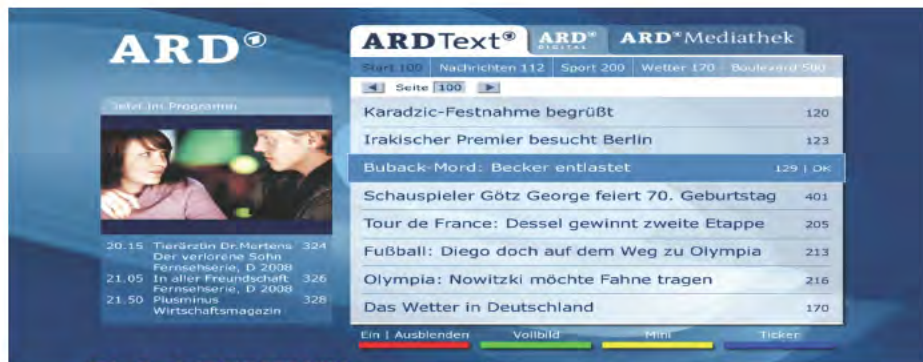 ARD
Jetzt im Programm
20.15 Tierärztin Dr.Mertens 324
Der verlorene Sohn
Fernsehserie, D 2008
21.05 In aller Freundschaft 326
Fernsehserie, D 2008
21.50 Plusminus 328
Wirtschaftsmagazin
ARDText ARD DIGITAL ARD Mediathek
Start 100 Nachrichten 112 Sport 200 Wetter 170 Boulevard 500
Seite 100
Karadzic-Festnahme begrüßt 120
Irakischer Premier besucht Berlin 123
Buback-Mord: Becker entlastet 129 | OK
Schauspieler Götz George feiert 70. Geburtstag 401
Tour de France: Dessel gewinnt zweite Etappe 205
Fußball: Diego doch auf dem Weg zu Olympia 213
Olympia: Nowitzki möchte Fahne tragen 216
Das Wetter in Deutschland 170
Ein | Ausblenden Vollbild Mini Ticker